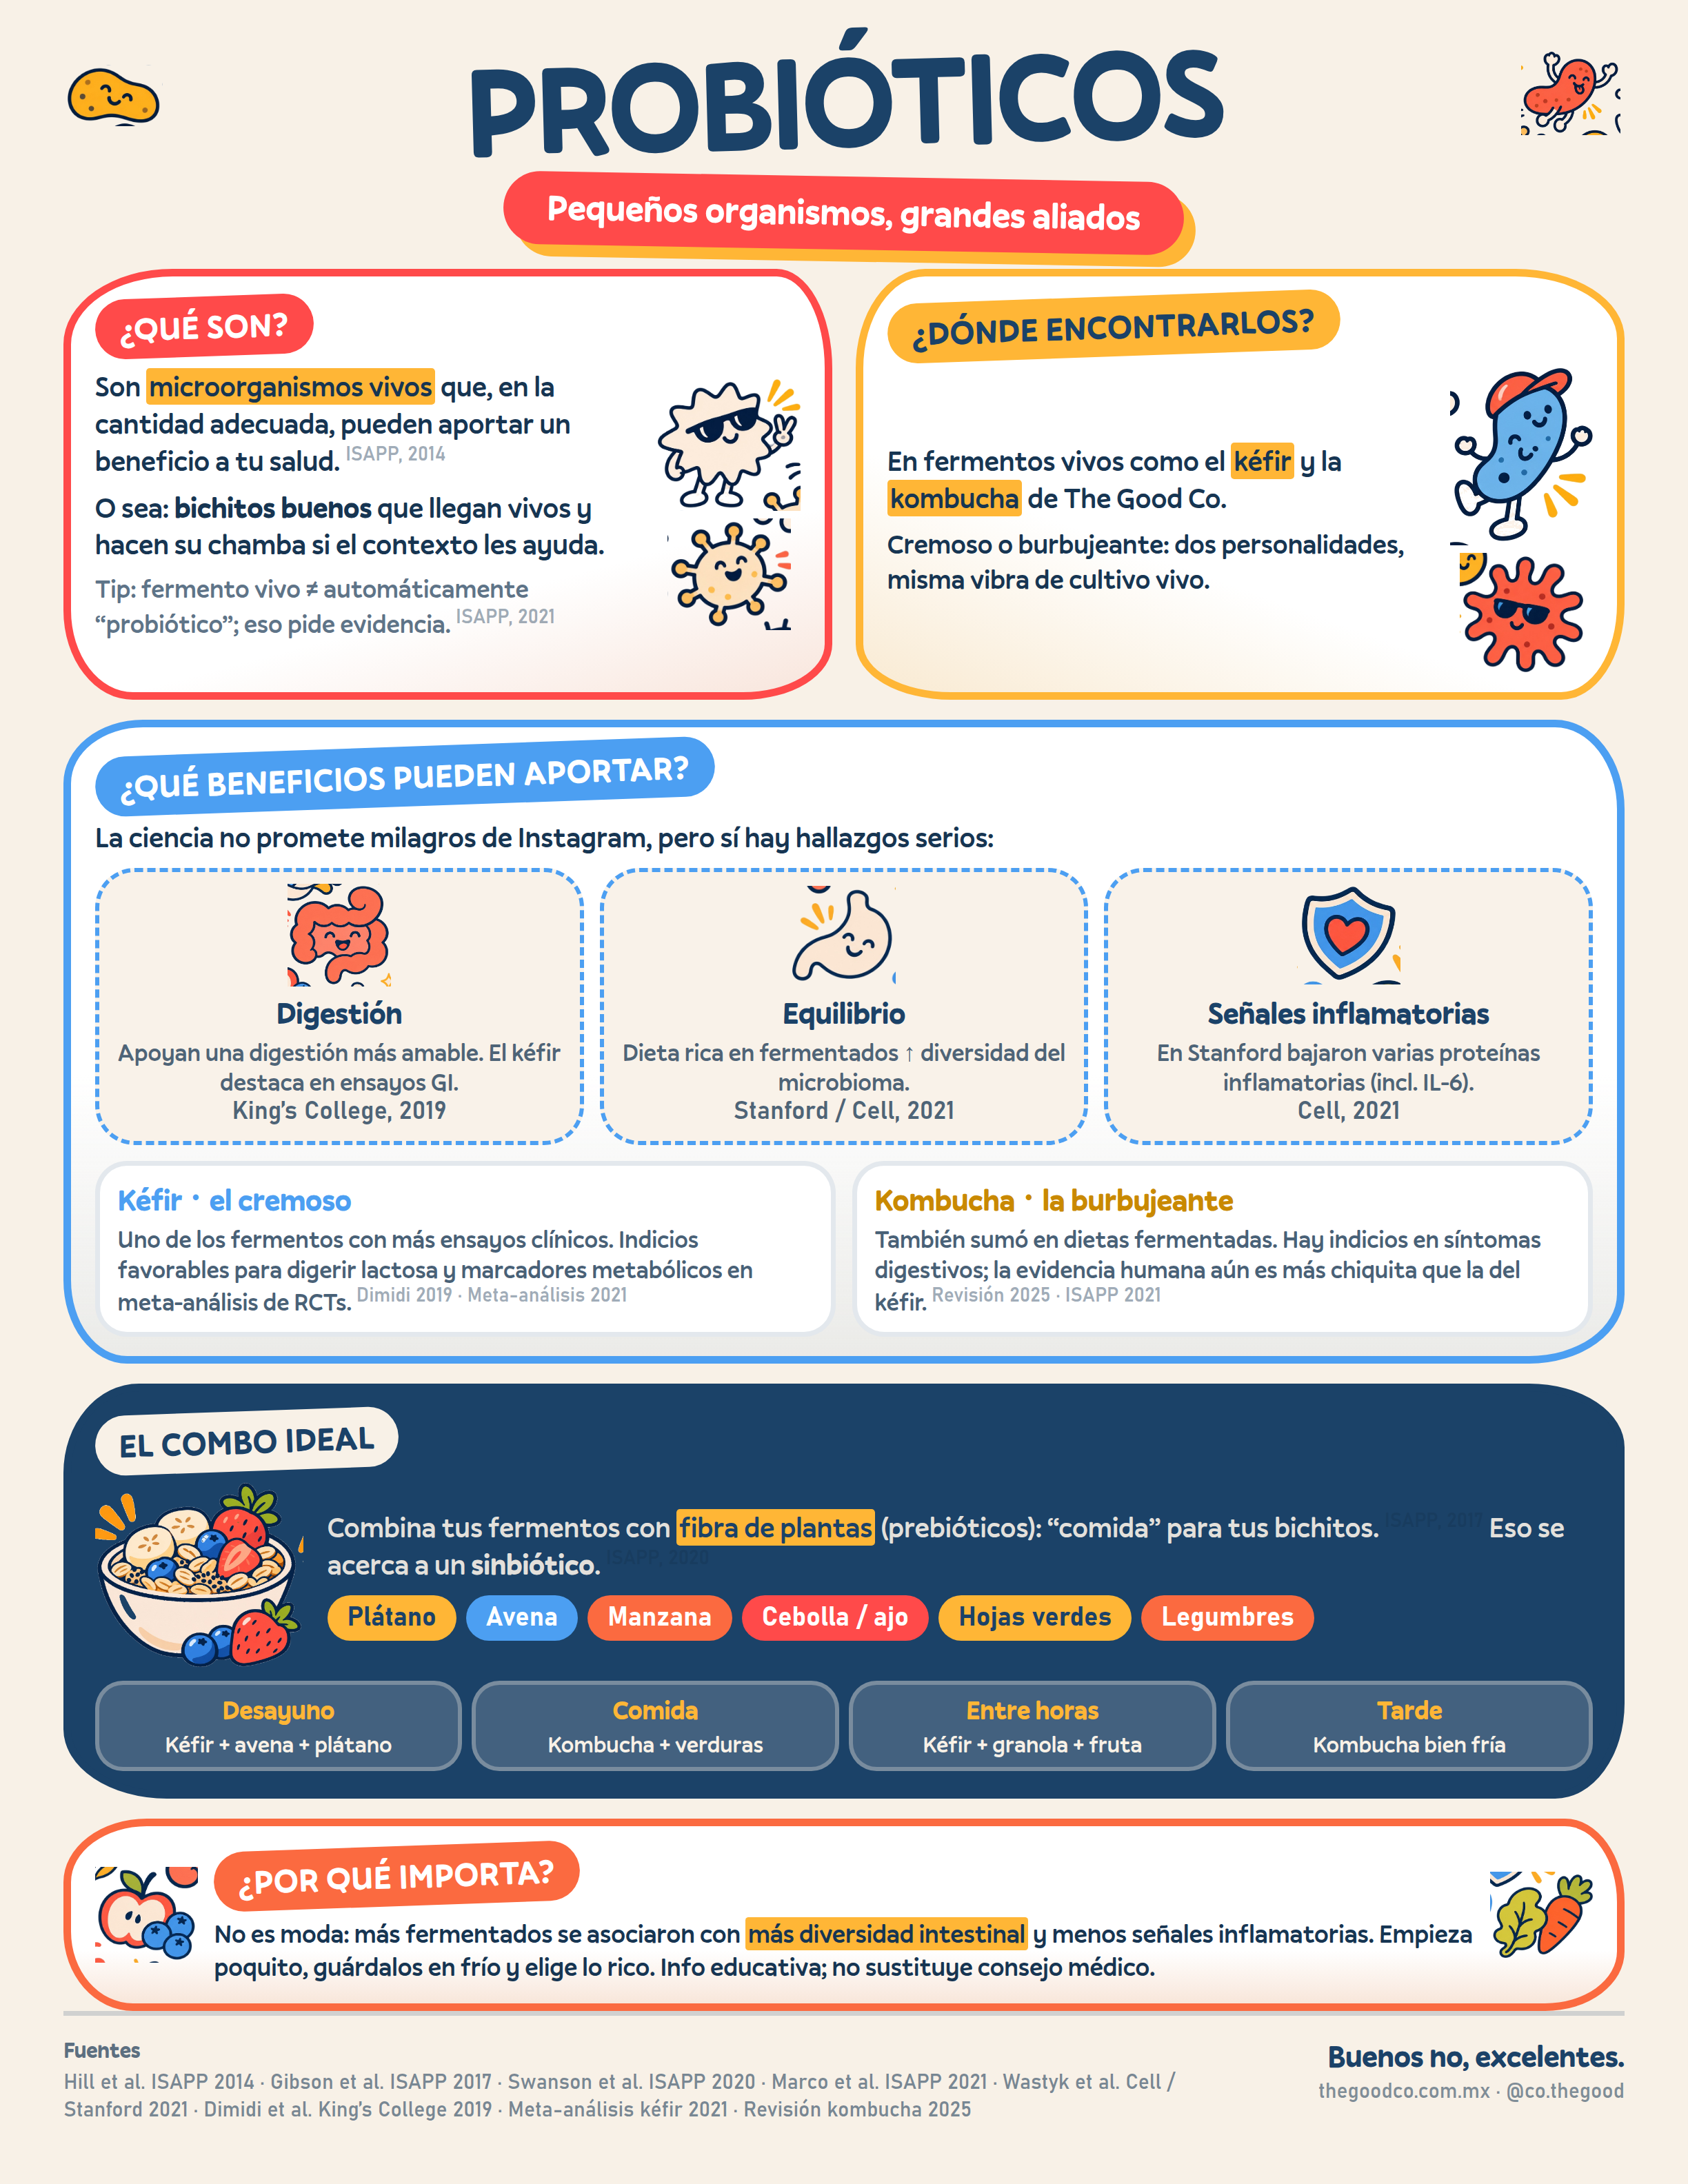 PROBIÓTICOS
Pequeños organismos, grandes aliados
¿QUÉ SON?
Son microorganismos vivos que, en la
cantidad adecuada, pueden aportar un
beneficio a tu salud. ISAPP, 2014
O sea: bichitos buenos que llegan vivos y
hacen su chamba si el contexto les ayuda.
Tip: fermento vivo ≠ automáticamente
“probiótico”; eso pide evidencia. ISAPP, 2021
¿DÓNDE ENCONTRARLOS?
En fermentos vivos como el kéfir y la
kombucha de The Good Co.
Cremoso o burbujeante: dos personalidades,
misma vibra de cultivo vivo.
¿QUÉ BENEFICIOS PUEDEN APORTAR?
La ciencia no promete milagros de Instagram, pero sí hay hallazgos serios:
Digestión
Apoyan una digestión más amable. El kéfir
destaca en ensayos GI.
King’s College, 2019
Equilibrio
Dieta rica en fermentados ↑ diversidad del
microbioma.
Stanford / Cell, 2021
Señales inflamatorias
En Stanford bajaron varias proteínas
inflamatorias (incl. IL-6).
Cell, 2021
Kéfir · el cremoso
Uno de los fermentos con más ensayos clínicos. Indicios
favorables para digerir lactosa y marcadores metabólicos en
meta-análisis de RCTs. Dimidi 2019 · Meta-análisis 2021
Kombucha · la burbujeante
También sumó en dietas fermentadas. Hay indicios en síntomas
digestivos; la evidencia humana aún es más chiquita que la del
kéfir. Revisión 2025 · ISAPP 2021
EL COMBO IDEAL
Combina tus fermentos con fibra de plantas (prebióticos): “comida” para tus bichitos. ISAPP, 2017 Eso se
acerca a un sinbiótico. ISAPP, 2020
Plátano
Avena
Manzana
Cebolla / ajo
Hojas verdes
Legumbres
Desayuno
Kéfir + avena + plátano
Comida
Kombucha + verduras
Entre horas
Kéfir + granola + fruta
Tarde
Kombucha bien fría
¿POR QUÉ IMPORTA?
No es moda: más fermentados se asociaron con más diversidad intestinal y menos señales inflamatorias. Empieza
poquito, guárdalos en frío y elige lo rico. Info educativa; no sustituye consejo médico.
Fuentes
Hill et al. ISAPP 2014 · Gibson et al. ISAPP 2017 · Swanson et al. ISAPP 2020 · Marco et al. ISAPP 2021 · Wastyk et al. Cell /
Stanford 2021 · Dimidi et al. King’s College 2019 · Meta-análisis kéfir 2021 · Revisión kombucha 2025
Buenos no, excelentes.
thegoodco.com.mx · @co.thegood